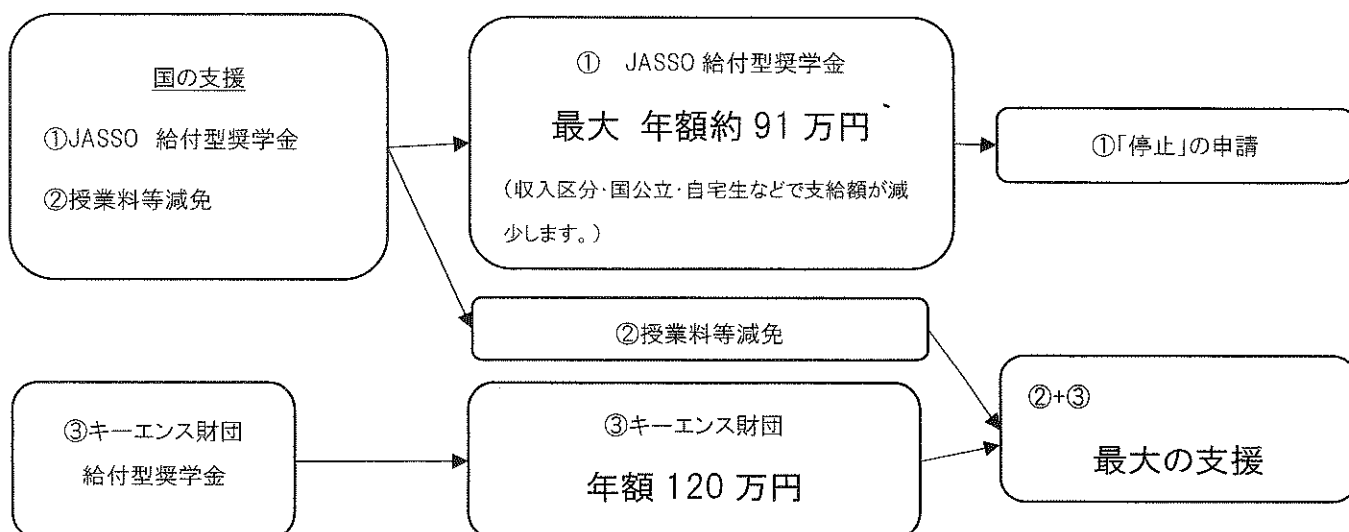 国の支援
①JASSO 給付型奨学金
②授業料等減免
① JASSO 給付型奨学金
最大 年額約 91 万円
(収入区分・国公立・自宅生などで支給額が減
少します。)
①「停止」の申請
②授業料等減免
③キーエンス財団
給付型奨学金
③キーエンス財団
年額 120 万円
②+③
最大の支援